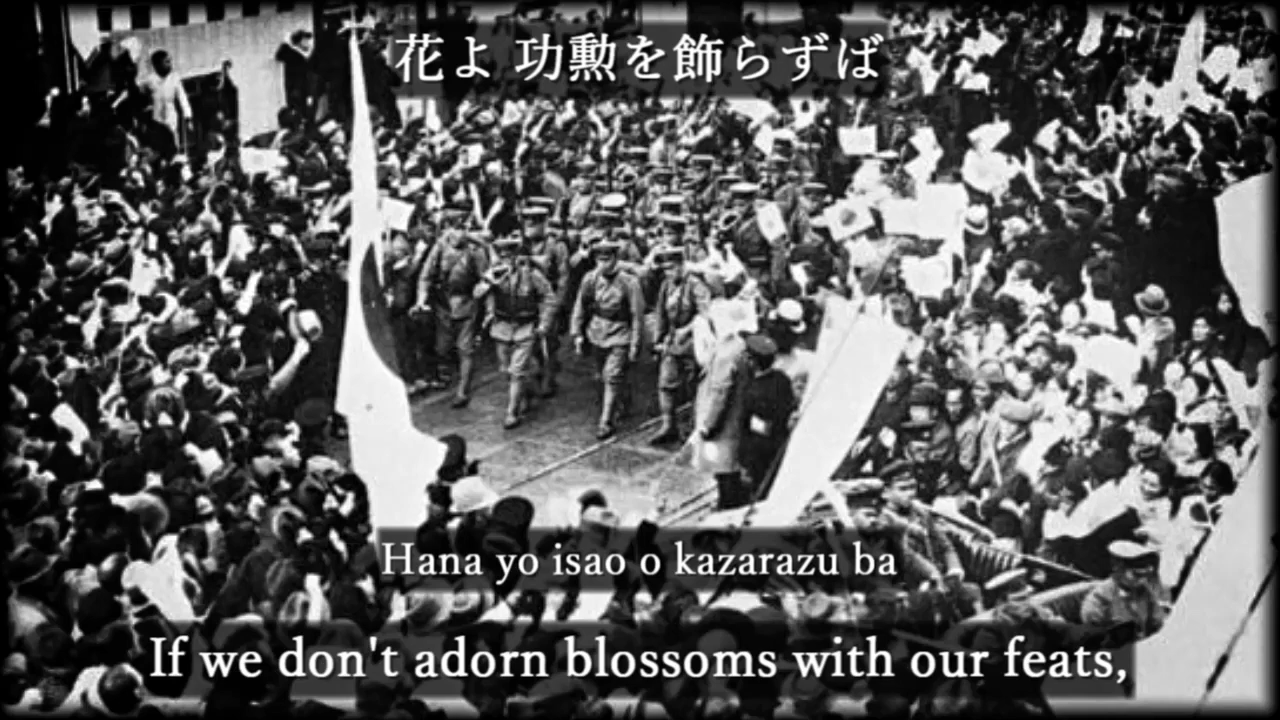 花よ 功勲を飾らずば
Hana yo isao o kazarazu ba
If we don't adorn blossoms with our feats,